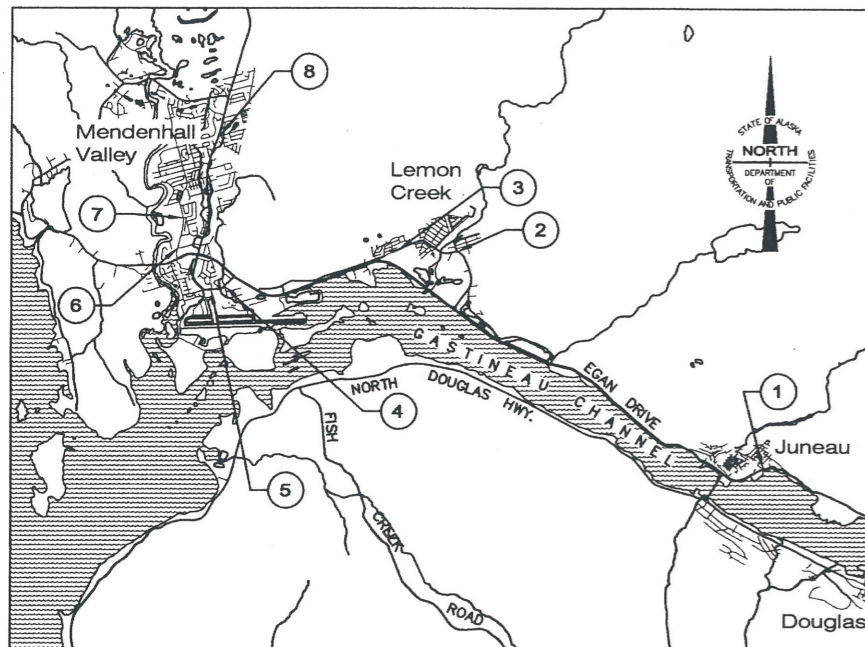 8
Mendenhall
Valley
STATE OF ALASKA
NORTH
DEPARTMENT
OF
TRANSPORTATION AND PUBLIC FACILITIES
Lemon
Creek
3
7
2
6
GASTINEAU CHANNEL
EGAN DRIVE
NORTH DOUGLAS HWY.
4
1
Juneau
5
FISH CREEK ROAD
Douglas